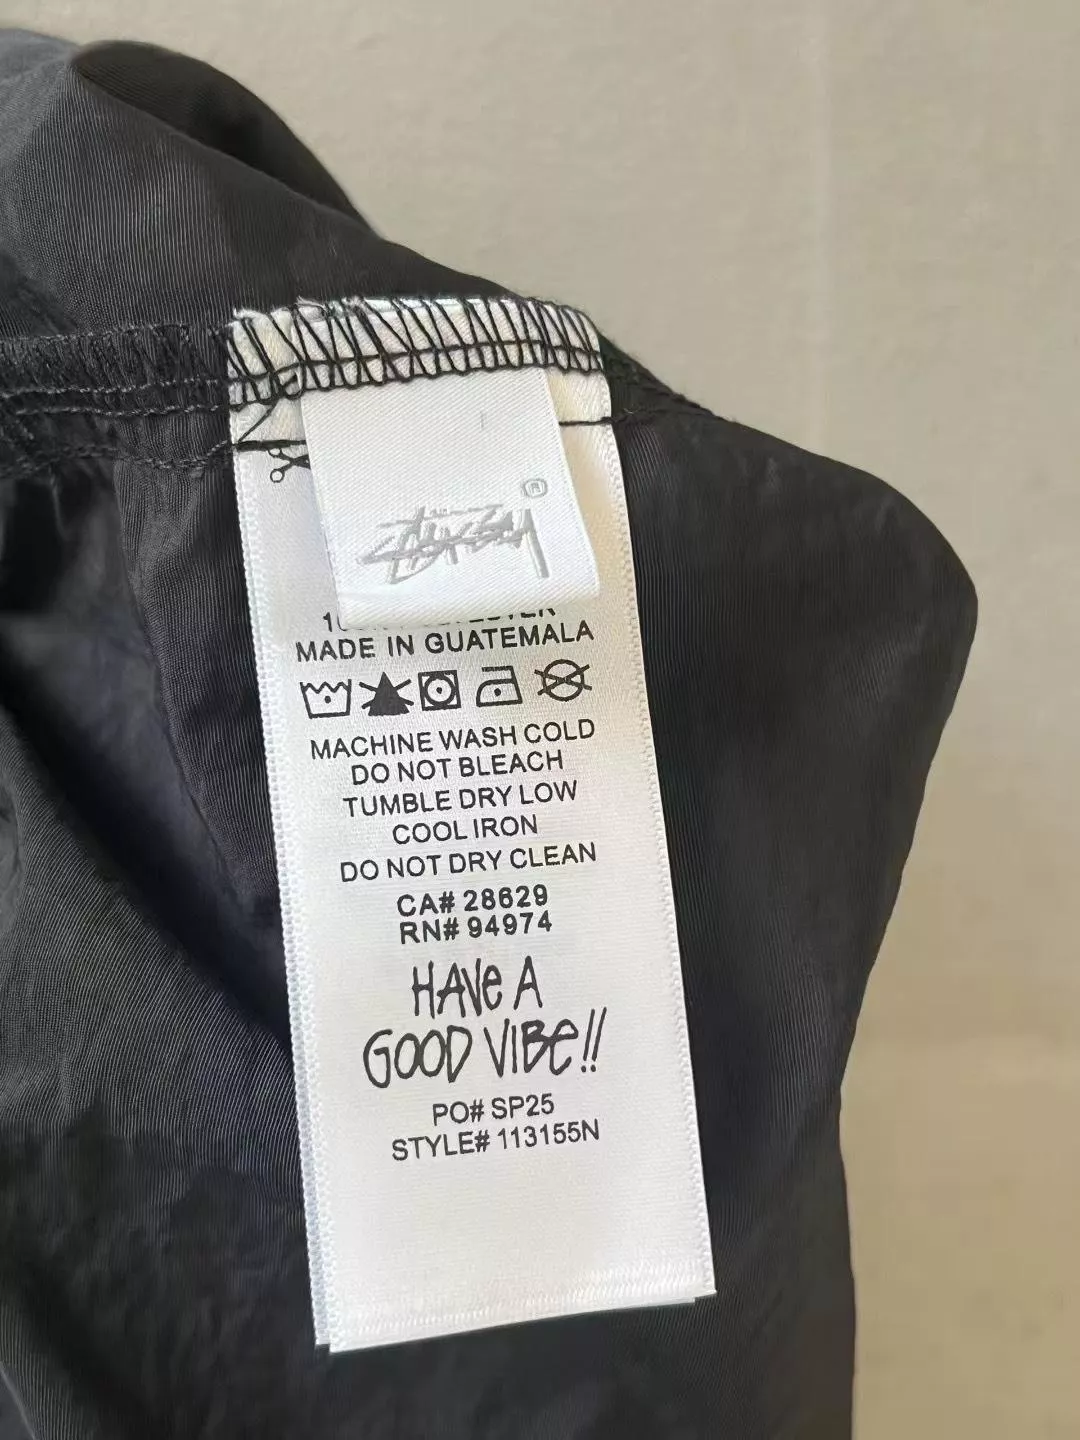 STÜSSY ®
MADE IN GUATEMALA
MACHINE WASH COLD
DO NOT BLEACH
TUMBLE DRY LOW
COOL IRON
DO NOT DRY CLEAN
CA# 28629
RN# 94974
HAVe A
GOOD VIBe!!
PO# SP25
STYLE# 113155N